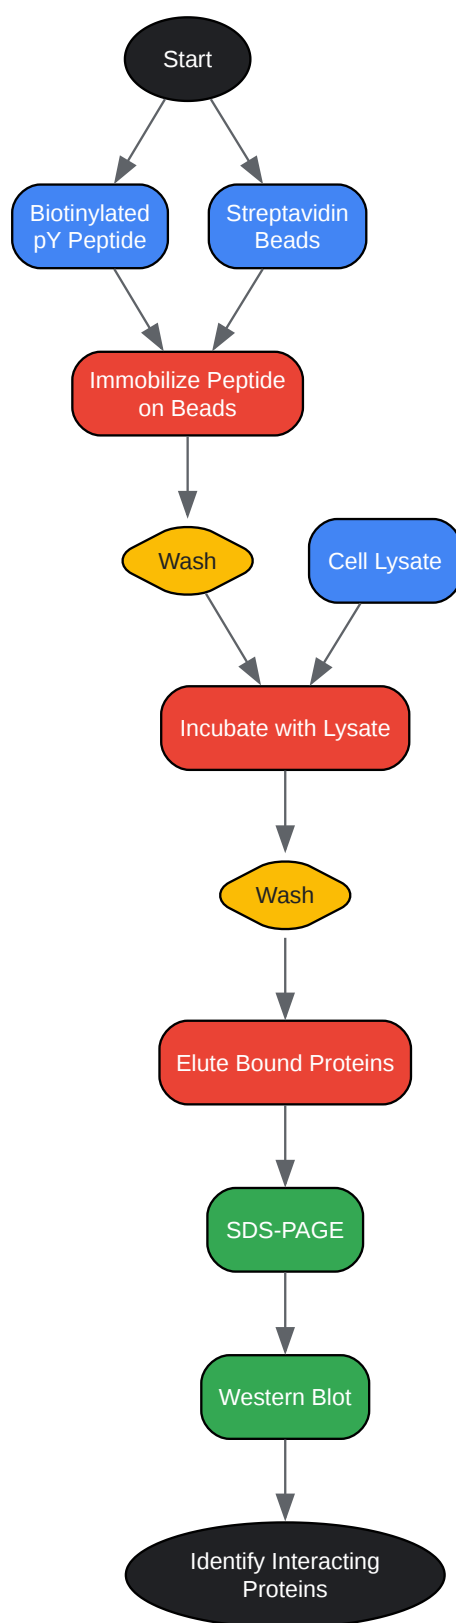 Start
Biotinylated
pY Peptide
Streptavidin
Beads
Immobilize Peptide
on Beads
Wash
Cell Lysate
Incubate with Lysate
Wash
Elute Bound Proteins
SDS-PAGE
Western Blot
Identify Interacting
Proteins